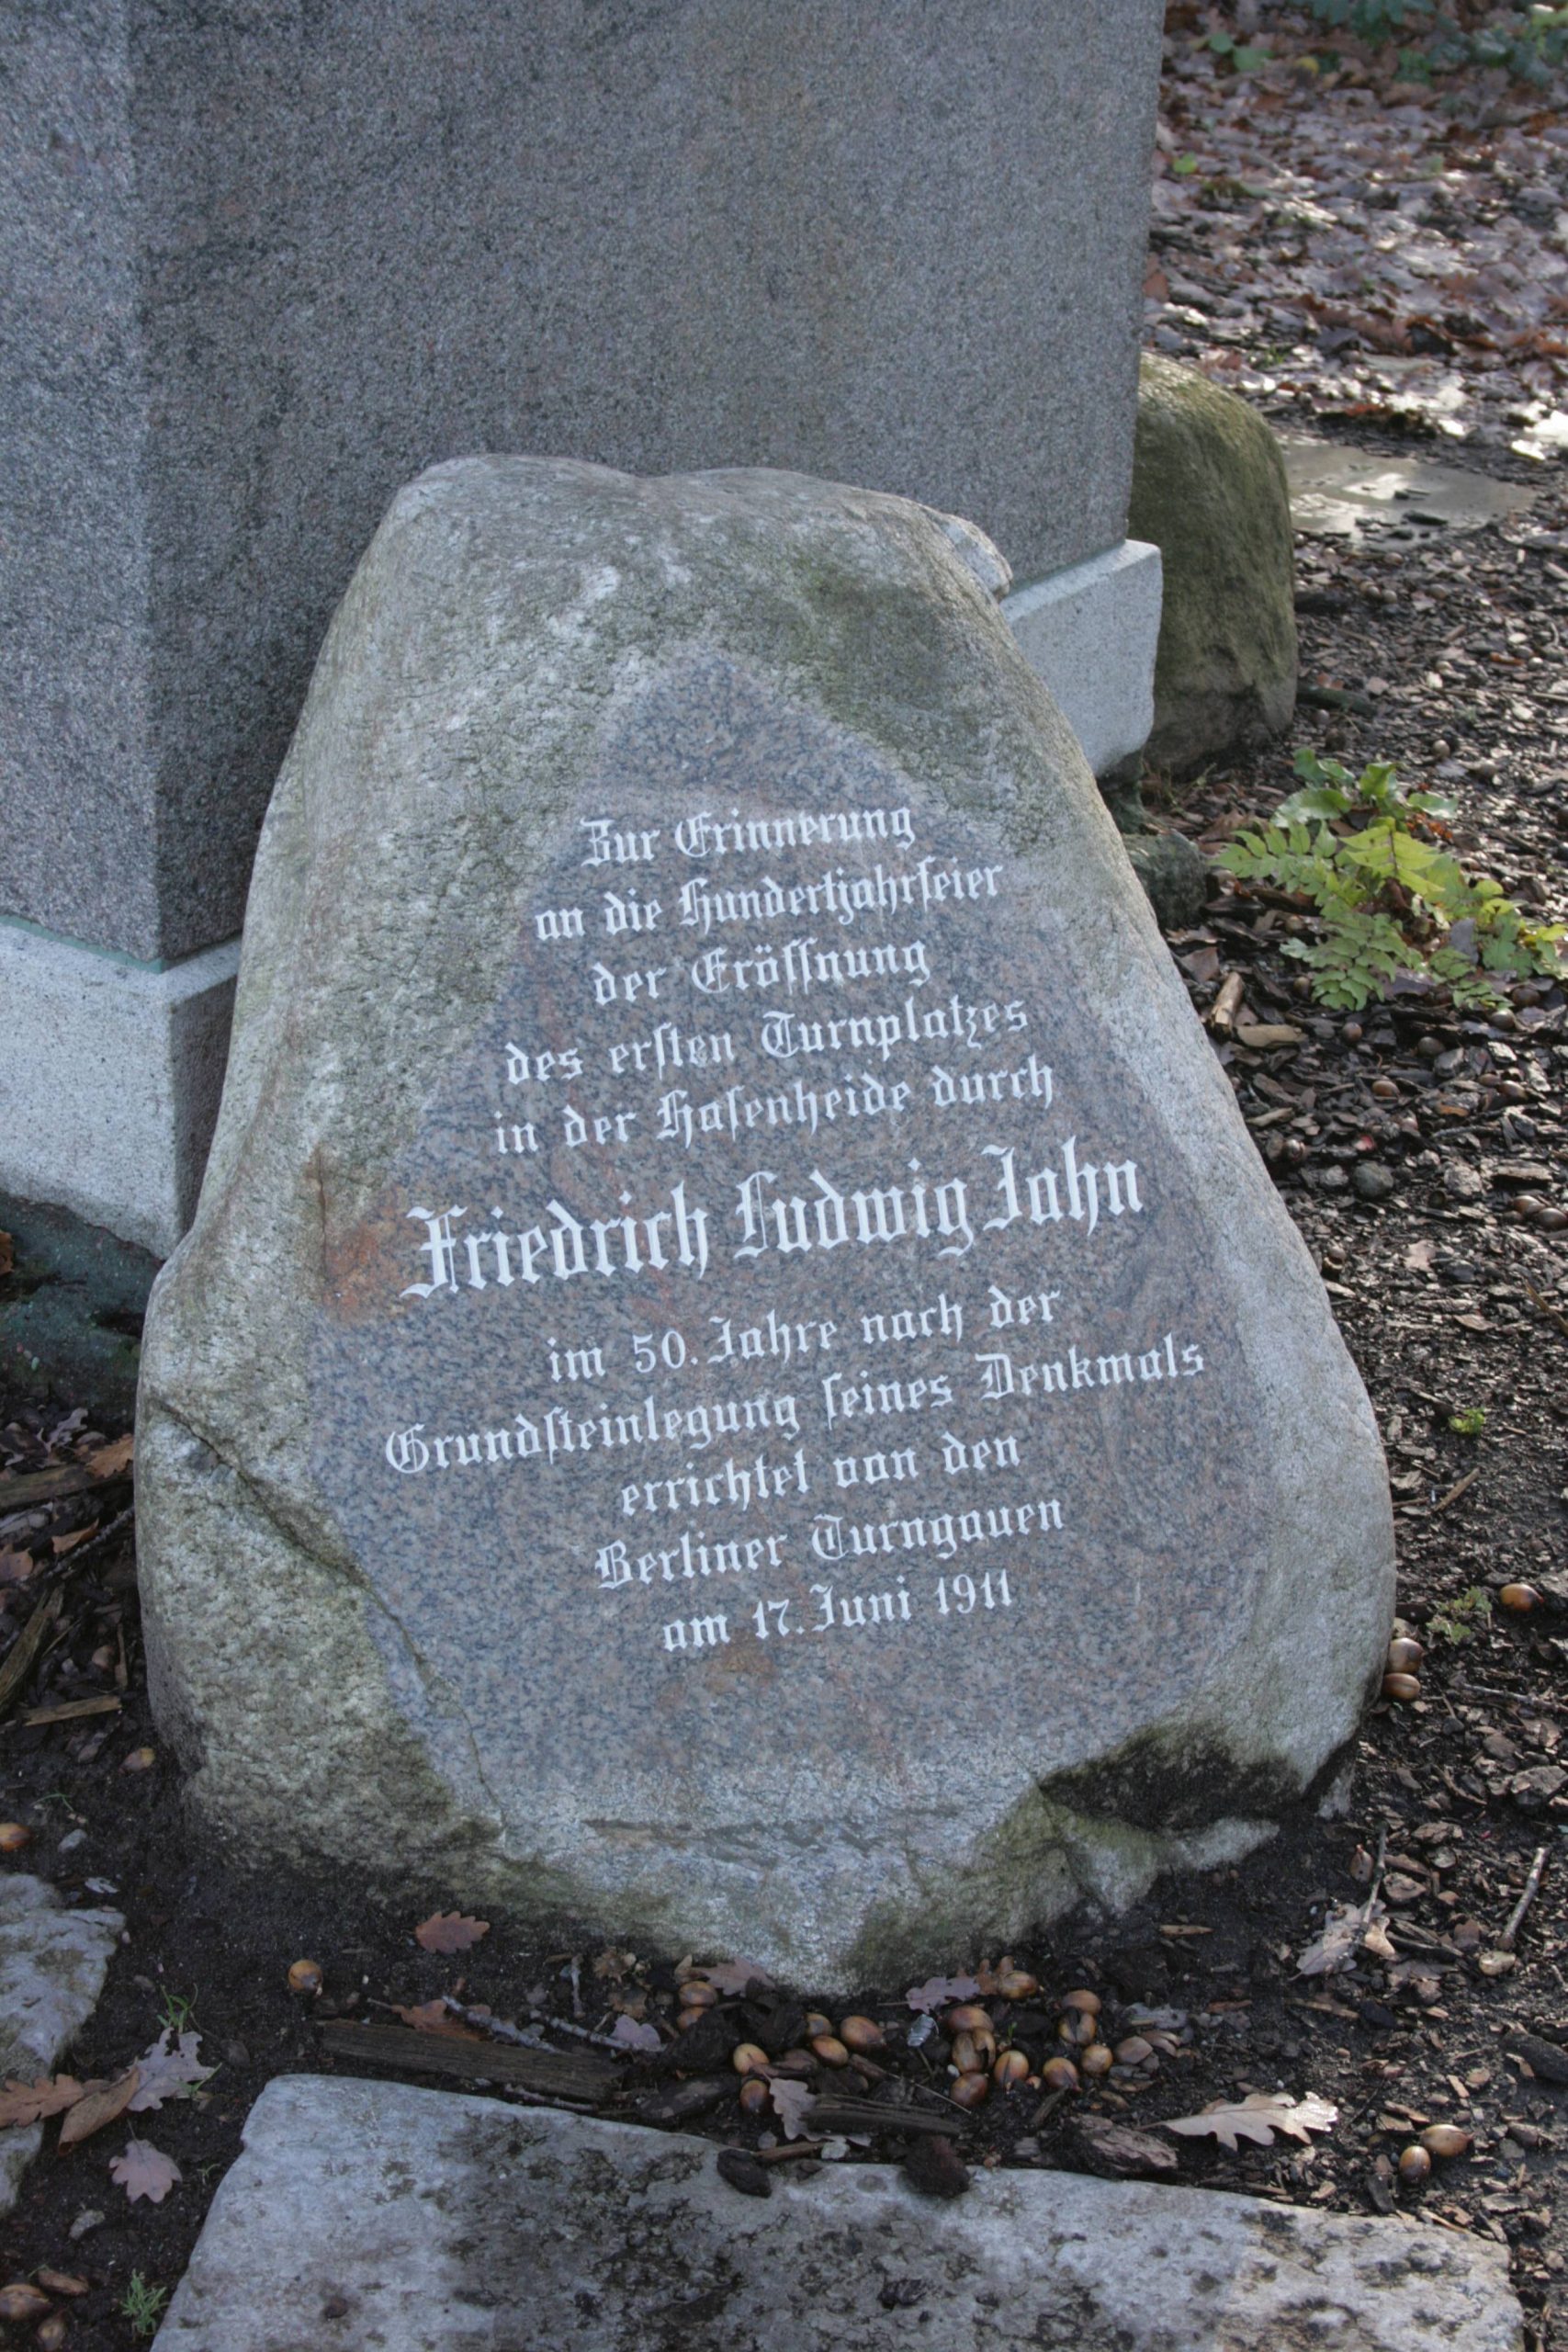 Zur Erinnerung
an die Hundertjahrfeier
der Eröffnung
des ersten Turnplatzes
in der Hasenheide durch
Friedrich Ludwig Jahn
im 50. Jahre nach der
Grundsteinlegung seines Denkmals
errichtet von den
Berliner Turngauen
am 17. Juni 1911